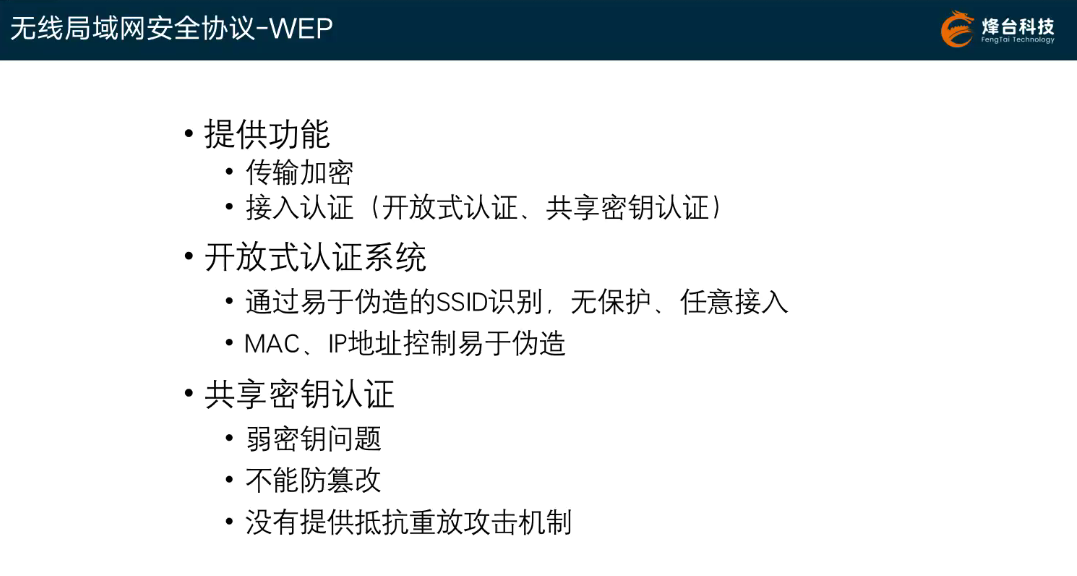 无线局域网安全协议-WEP
烽台科技
FengTai Technology
• 提供功能
• 传输加密
• 接入认证（开放式认证、共享密钥认证）
• 开放式认证系统
• 通过易于伪造的SSID识别，无保护、任意接入
• MAC、IP地址控制易于伪造
• 共享密钥认证
• 弱密钥问题
• 不能防篡改
• 没有提供抵抗重放攻击机制